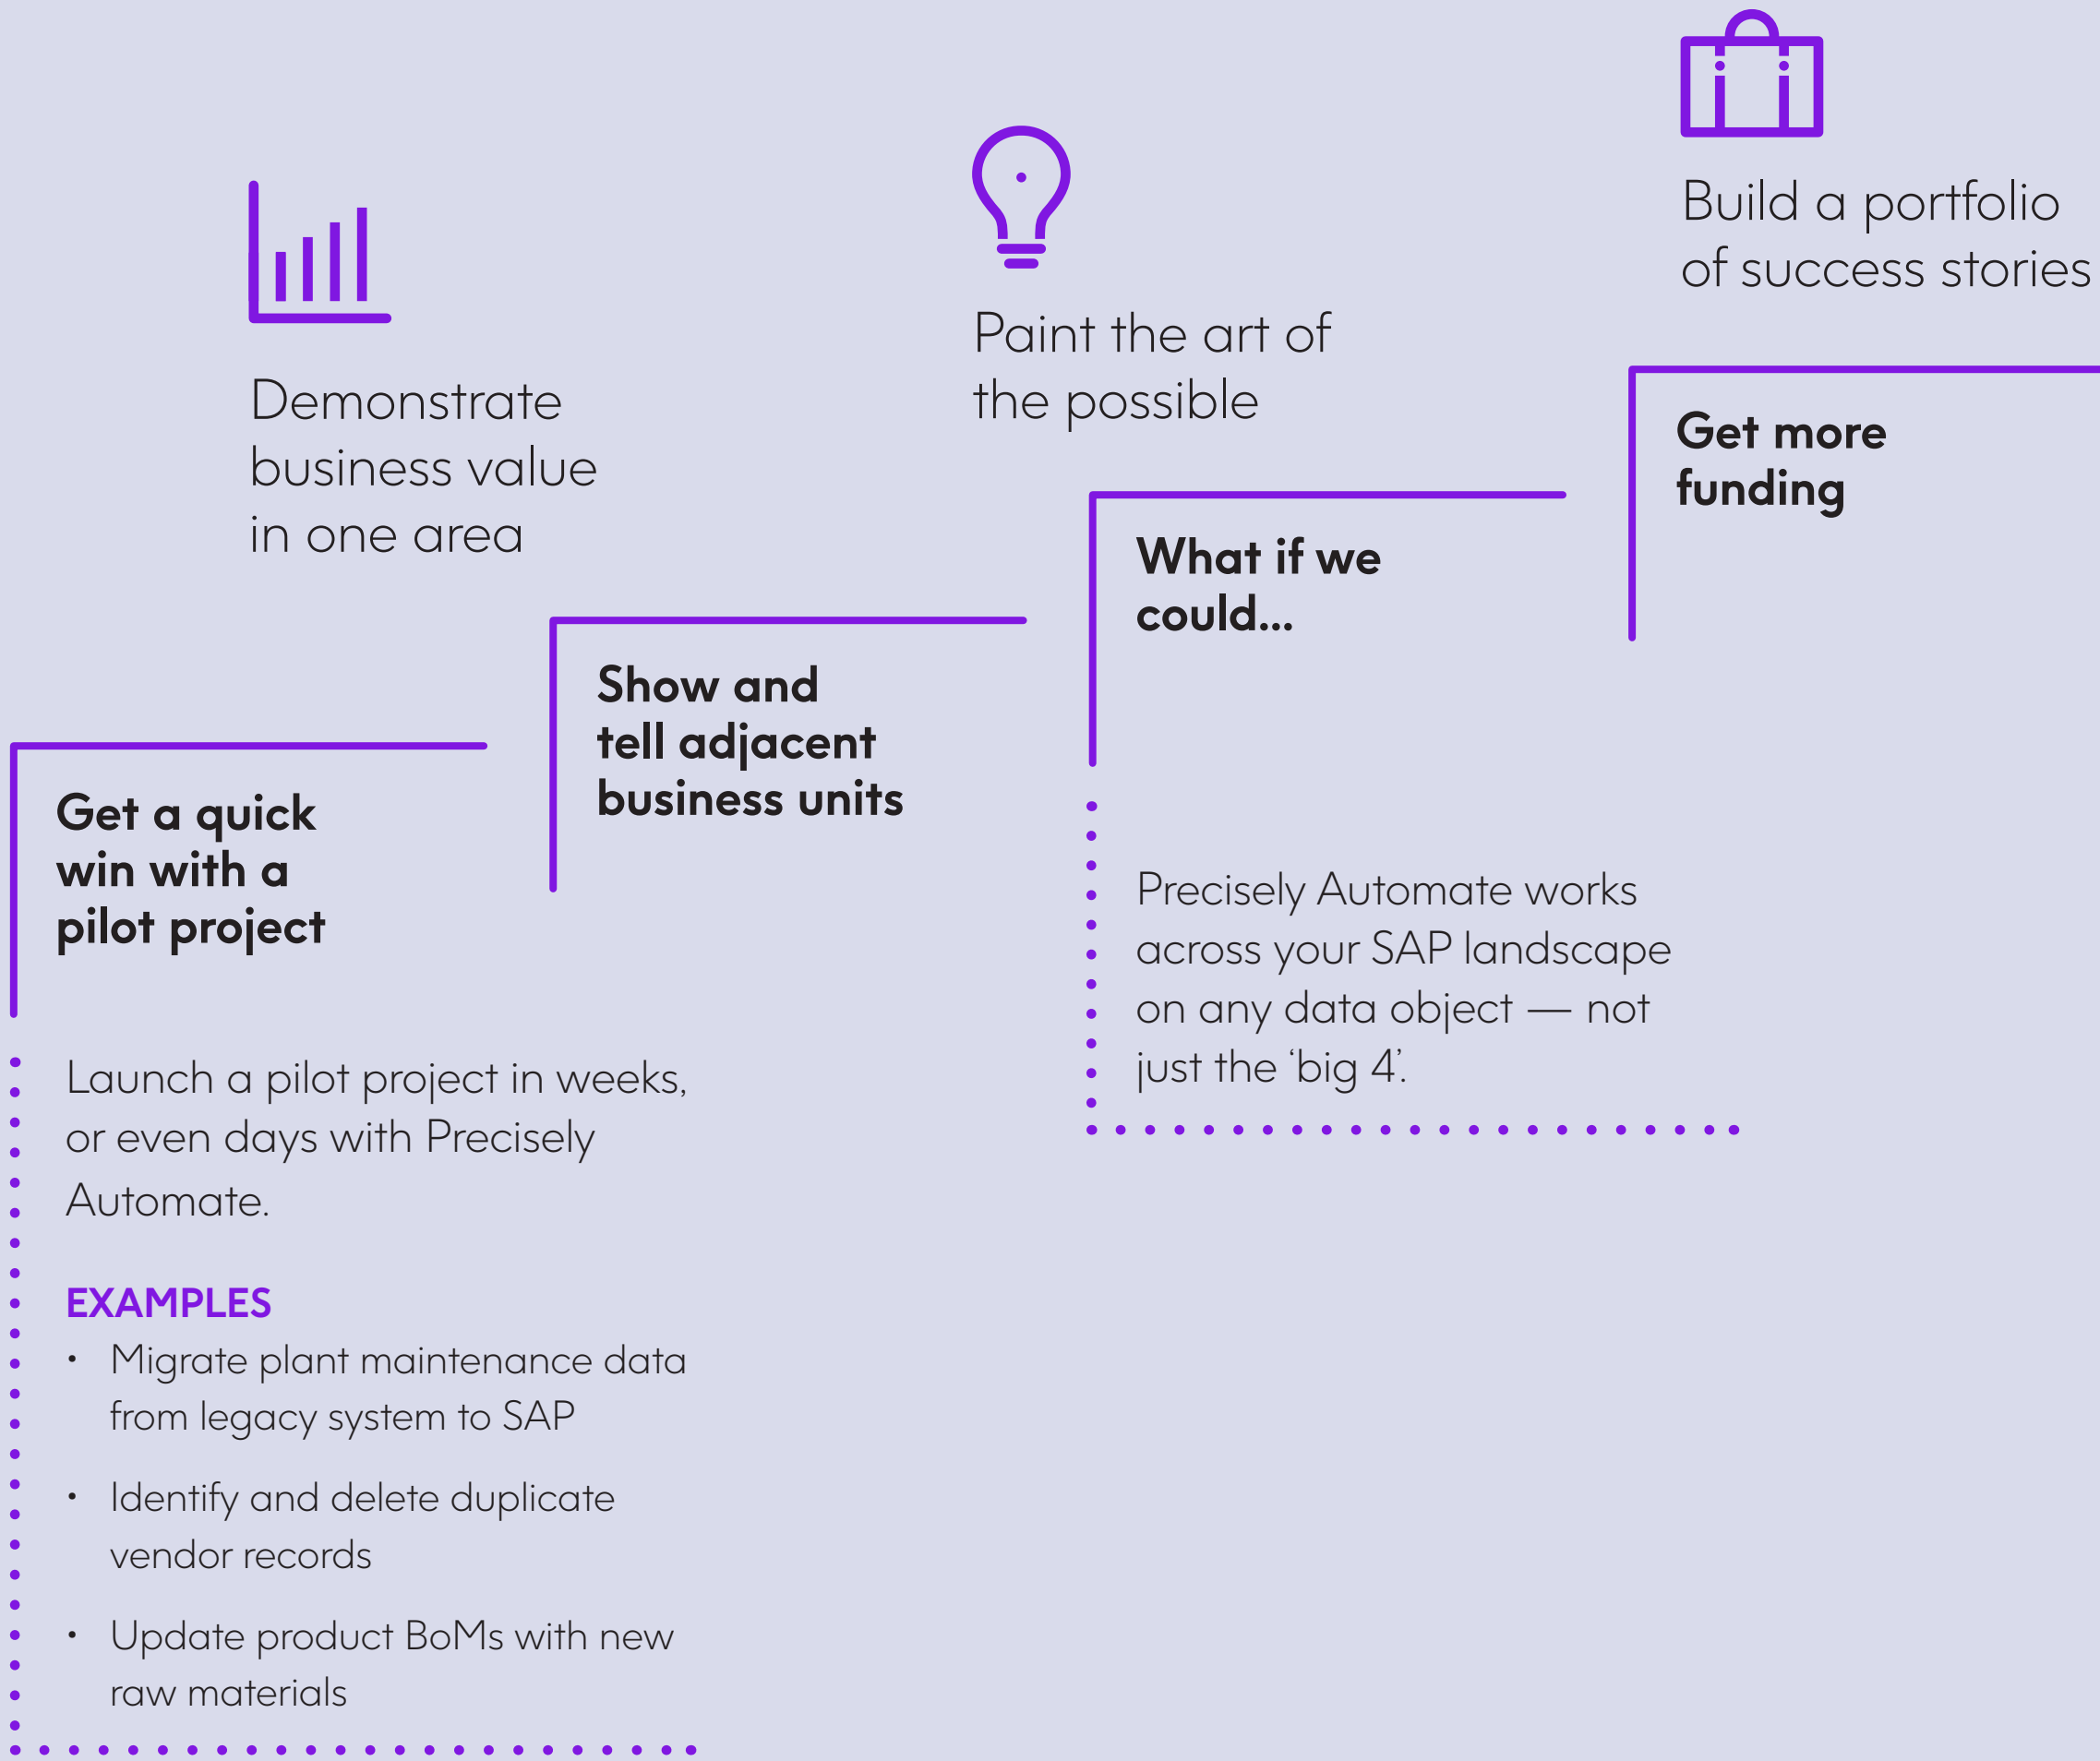 Demonstrate
business value
in one area
Paint the art of
the possible
Build a portfolio
of success stories
Get a quick
win with a
pilot project
Show and
tell adjacent
business units
What if we
could...
Get more
funding
Launch a pilot project in weeks,
or even days with Precisely
Automate.
EXAMPLES
• Migrate plant maintenance data
from legacy system to SAP
• Identify and delete duplicate
vendor records
• Update product BoMs with new
raw materials
Precisely Automate works
across your SAP landscape
on any data object — not
just the ‘big 4’.